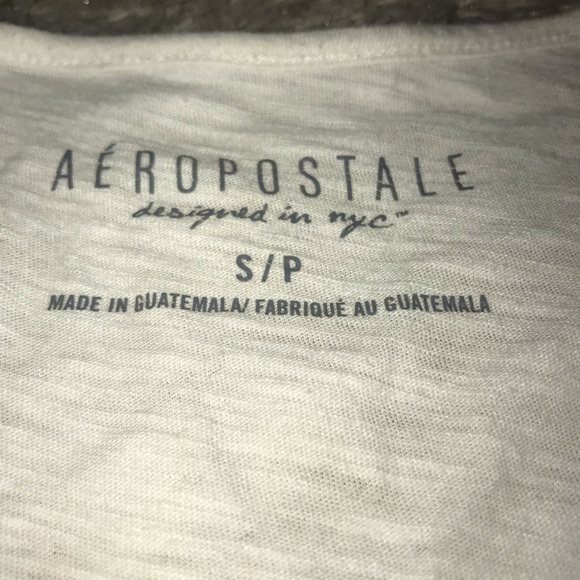 AÉROPOSTALE
designed in nyc™
S/P
MADE IN GUATEMALA/ FABRIQUÉ AU GUATEMALA